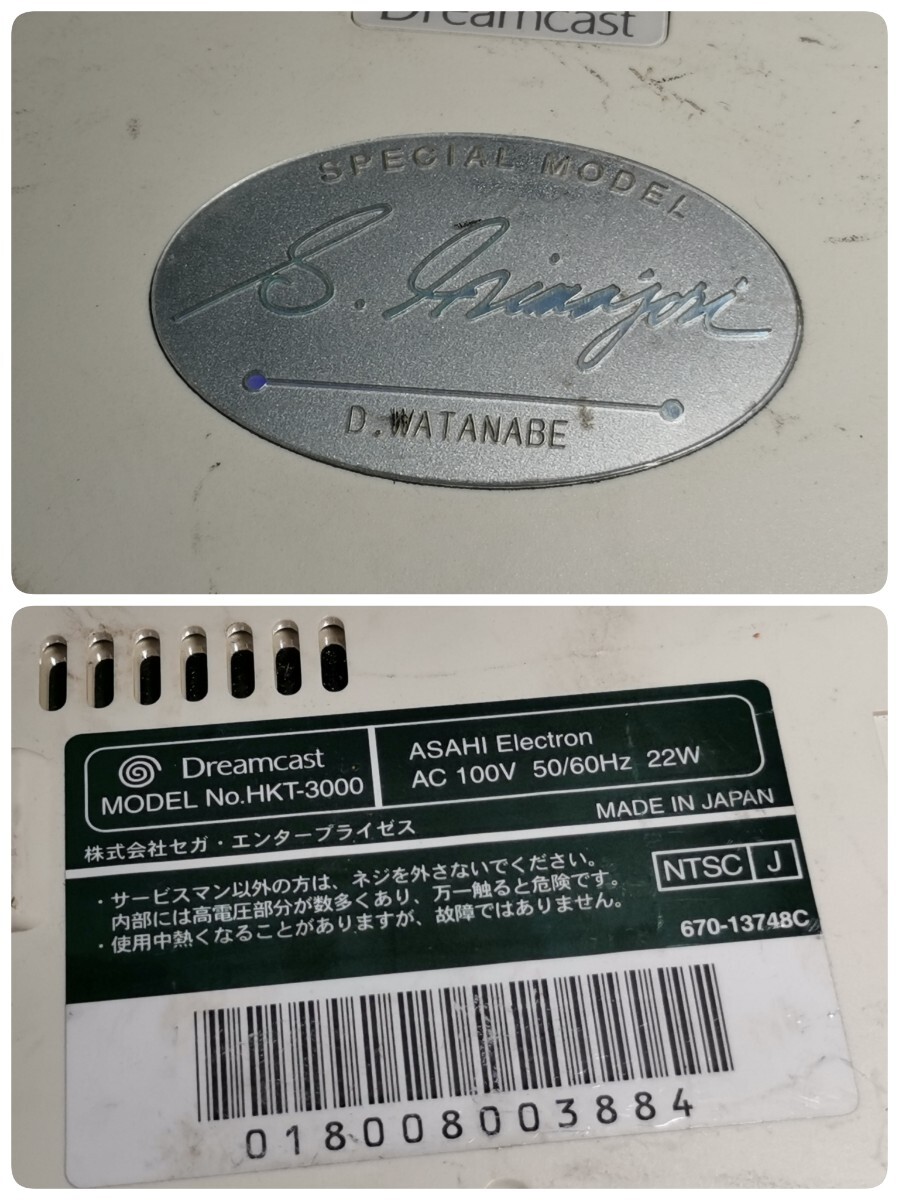 Dreamcast
SPECIAL MODEL
S. Irimajiri
D.WATANABE
Dreamcast
MODEL No.HKT-3000
ASAHI Electron
AC 100V 50/60Hz 22W
MADE IN JAPAN
株式会社セガ・エンタープライゼス
・サービスマン以外の方は、ネジを外さないでください。
内部には高電圧部分が数多くあり、万一触ると危険です。
・使用中熱くなることがありますが、故障ではありません。
NTSC J
670-13748C
0180080003884